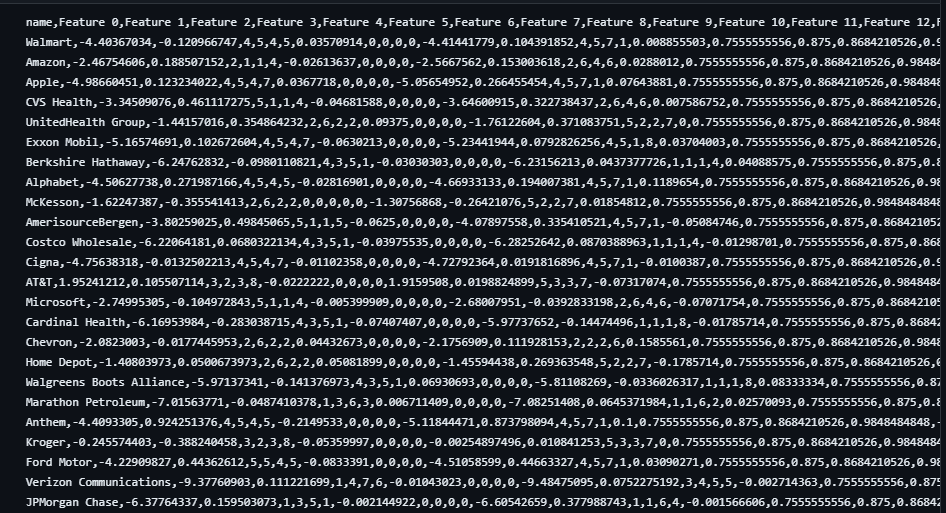 name,Feature 0,Feature 1,Feature 2,Feature 3,Feature 4,Feature 5,Feature 6,Feature 7,Feature 8,Feature 9,Feature 10,Feature 11,Feature 12,
Walmart,-4.40367034,-0.120966747,4,5,4,5,0.03570914,0,0,0,0,-4.41441779,0.104391852,4,5,7,1,0.008855503,0.7555555556,0.875,0.8684210526,0.9
Amazon,-2.46754606,0.188507152,2,1,1,4,-0.02613637,0,0,0,0,-2.5667562,0.153003618,2,6,4,6,0.0288012,0.7555555556,0.875,0.8684210526,0.98484
Apple,-4.98660451,0.123234022,4,5,4,7,0.0367718,0,0,0,0,-5.05654952,0.266455454,4,5,7,1,0.07643881,0.7555555556,0.875,0.8684210526,0.984848
CVS Health,-3.34509076,0.461117275,5,1,1,4,-0.04681588,0,0,0,0,-3.64600915,0.322738437,2,6,4,6,0.007586752,0.7555555556,0.875,0.8684210526,
UnitedHealth Group,-1.44157016,0.354864232,2,6,2,2,0.09375,0,0,0,0,-1.76122604,0.371083751,5,2,2,7,0,0.7555555556,0.875,0.8684210526,0.9848
Exxon Mobil,-5.16574691,0.102672604,4,5,4,7,-0.0630213,0,0,0,0,-5.23441944,0.0792826256,4,5,1,8,0.03704003,0.7555555556,0.875,0.8684210526,
Berkshire Hathaway,-6.24762832,-0.0980110821,4,3,5,1,-0.03030303,0,0,0,0,-6.23156213,0.0437377726,1,1,1,4,0.04088575,0.7555555556,0.875,0.8
Alphabet,-4.50627738,0.271987166,4,5,4,5,-0.02816901,0,0,0,0,-4.66933133,0.194007381,4,5,7,1,0.1189654,0.7555555556,0.875,0.8684210526,0.98
McKesson,-1.62247387,-0.355541413,2,6,2,2,0,0,0,0,0,-1.30756868,-0.26421076,5,2,2,7,0.01854812,0.7555555556,0.875,0.8684210526,0.9848484848
AmerisourceBergen,-3.80259025,0.49845065,5,1,1,5,-0.0625,0,0,0,0,-4.07897558,0.335410521,4,5,7,1,-0.05084746,0.7555555556,0.875,0.868421052
Costco Wholesale,-6.22064181,0.0680322134,4,3,5,1,-0.03975535,0,0,0,0,-6.28252642,0.0870388963,1,1,1,4,-0.01298701,0.7555555556,0.875,0.868
Cigna,-4.75638318,-0.0132502213,4,5,4,7,-0.01102358,0,0,0,0,-4.72792364,0.0191816896,4,5,7,1,-0.0100387,0.7555555556,0.875,0.8684210526,0.9
AT&T,1.95241212,0.105507114,3,2,3,8,-0.0222222,0,0,0,0,1.9159508,0.0198824899,5,3,3,7,-0.07317074,0.7555555556,0.875,0.8684210526,0.9848484
Microsoft,-2.74995305,-0.104972843,5,1,1,4,-0.005399909,0,0,0,0,-2.68007951,-0.0392833198,2,6,4,6,-0.07071754,0.7555555556,0.875,0.86842105
Cardinal Health,-6.16953984,-0.283038715,4,3,5,1,-0.07407407,0,0,0,0,-5.97737652,-0.14474496,1,1,1,8,-0.01785714,0.7555555556,0.875,0.86842
Chevron,-2.0823003,-0.0177445953,2,6,2,2,0.04432673,0,0,0,0,-2.1756909,0.111928153,2,2,2,6,0.1585561,0.7555555556,0.875,0.8684210526,0.9848
Home Depot,-1.40803973,0.0500673973,2,6,2,2,0.05081899,0,0,0,0,-1.45594438,0.269363548,5,2,2,7,-0.1785714,0.7555555556,0.875,0.8684210526,
Walgreens Boots Alliance,-5.97137341,-0.141376973,4,3,5,1,0.06930693,0,0,0,0,-5.81108269,-0.0336026317,1,1,1,8,0.08333334,0.7555555556,0.87
Marathon Petroleum,-7.01563771,-0.0487410378,1,3,6,3,0.006711409,0,0,0,0,-7.08251408,0.0645371984,1,1,6,2,0.02570093,0.7555555556,0.875,0.8
Anthem,-4.4093305,0.924251376,4,5,4,5,-0.2149533,0,0,0,0,-5.11844471,0.873798094,4,5,7,1,0.1,0.7555555556,0.875,0.8684210526,0.9848484848,
Kroger,-0.245574403,-0.388240458,3,2,3,8,-0.05359997,0,0,0,0,-0.00254897496,0.010841253,5,3,3,7,0,0.7555555556,0.875,0.8684210526,0.9848484
Ford Motor,-4.22909827,0.44362612,5,5,4,5,-0.0833391,0,0,0,0,-4.51058599,0.44663327,4,5,7,1,0.03090271,0.7555555556,0.875,0.8684210526,0.98
Verizon Communications,-9.37760903,0.111221699,1,4,7,6,-0.01043023,0,0,0,0,-9.48475095,0.0752275192,3,4,5,5,-0.002714363,0.7555555556,0.875
JPMorgan Chase,-6.37764337,0.159503073,1,3,5,1,-0.002144922,0,0,0,0,-6.60542659,0.377988743,1,1,6,4,-0.001566606,0.7555555556,0.875,0.8684